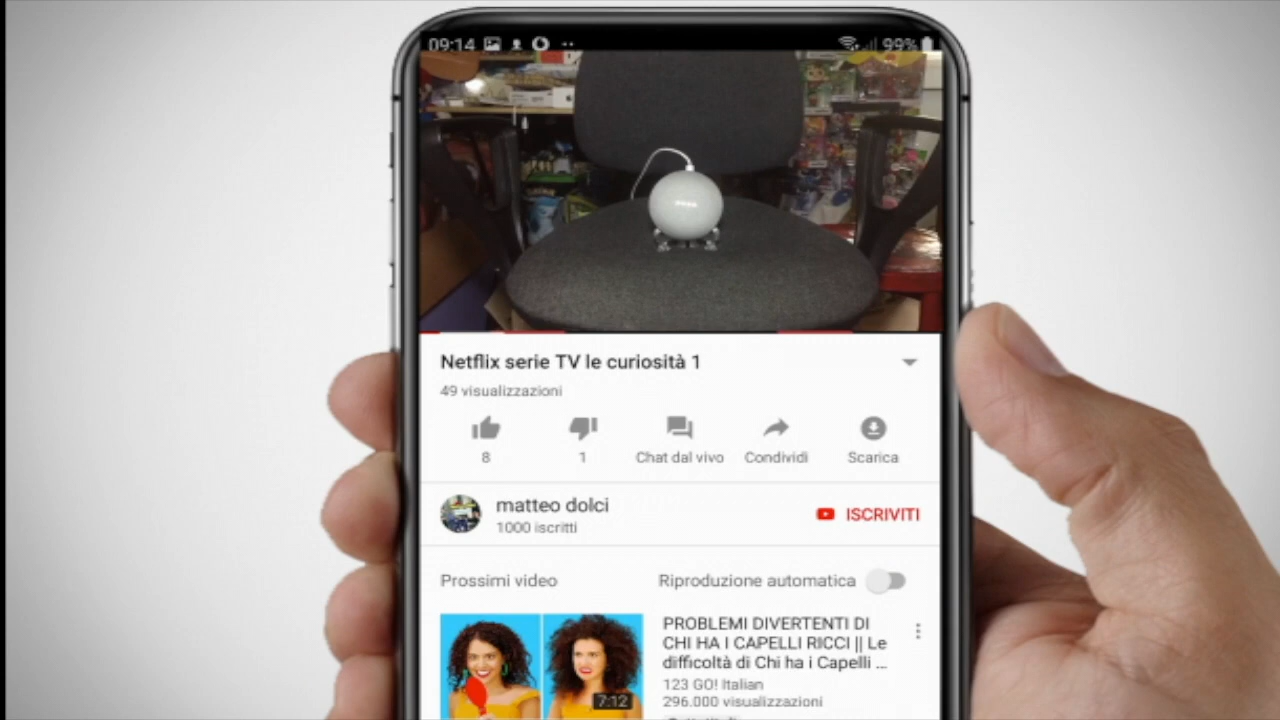 09:14
99%
Netflix serie TV le curiosità 1
49 visualizzazioni
8
1
Chat dal vivo
Condividi
Scarica
matteo dolci
1000 iscritti
ISCRIVITI
Prossimi video
Riproduzione automatica
PROBLEMI DIVERTENTI DI
CHI HA I CAPELLI RICCI || Le
difficoltà di Chi ha i Capelli ...
7:12
123 GO! Italian
296.000 visualizzazioni